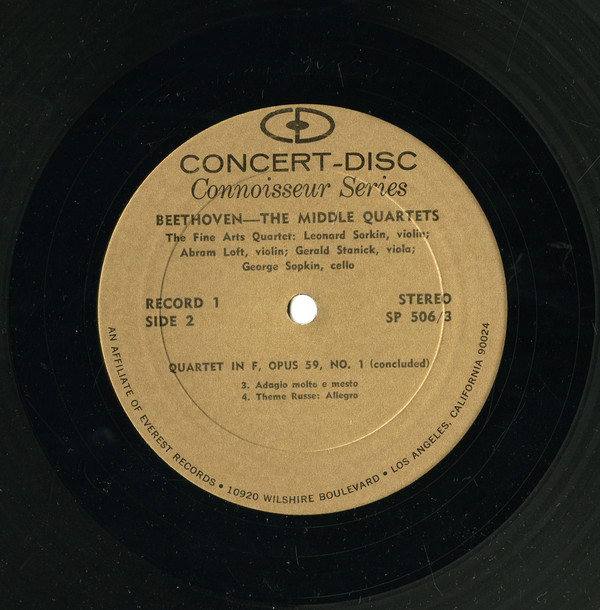 CD
CONCERT-DISC
Connoisseur Series
BEETHOVEN—THE MIDDLE QUARTETS
The Fine Arts Quartet: Leonard Sorkin, violin;
Abram Loft, violin; Gerald Stanick, viola;
George Sopkin, cello
RECORD 1
SIDE 2
STEREO
SP 506/3
QUARTET IN F, OPUS 59, NO. 1 (concluded)
3. Adagio molto e mesto
4. Theme Russe: Allegro
AN AFFILIATE OF EVEREST RECORDS • 10920 WILSHIRE BOULEVARD • LOS ANGELES, CALIFORNIA 90024